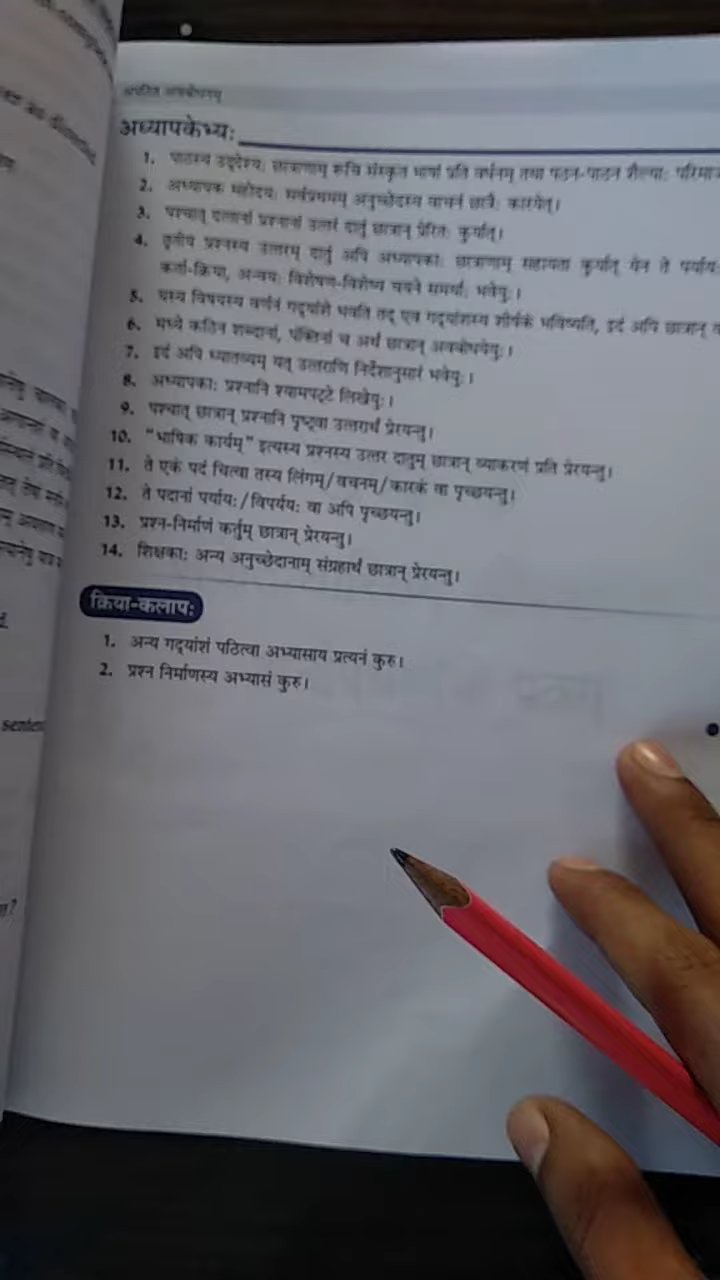 अपठित अवबोधनम्
अध्यापकेभ्यः
1. पाठस्य उद्देश्यः छात्राणाम् रूचि संस्कृत भाषां प्रति वर्धनम् तथा पठन-पाठन शैल्याः
2. अध्यापक महोदयः सर्वप्रथमम् अनुच्छेदस्य वाचनं छात्रैः कारयेत्।
3. पश्चात् दत्तानां प्रश्नानां उत्तरं दातुं छात्रान् प्रेरितः कुर्यात्।
4. तृतीय प्रश्नस्य उत्तरम् दातुं अपि अध्यापकाः छात्राणाम् सहायता कुर्यात् येन ते पर्यायः
कर्ता-क्रिया, अन्वयः विशेषण-विशेष्य चयने समर्थाः भवेयुः।
5. यस्य विषयस्य वर्णनं गद्यांशे भवति तद् एव गद्यांशस्य शीर्षकं भविष्यति, इदं अपि छात्रान्
6. मध्ये कठिन शब्दानां, पंक्तिनां च अर्थं छात्रान् अवबोधयेयुः।
7. इदं अपि ध्यातव्यम् यत् उत्तराणि निर्देशानुसारं भवेयुः।
8. अध्यापकाः प्रश्नानि श्यामपट्टे लिखेयुः।
9. पश्चात् छात्रान् प्रश्नानि पृष्ट्वा उत्तरार्थं प्रेरयन्तु।
10. “भाषिक कार्यम्” इत्यस्य प्रश्नस्य उत्तर दातुम् छात्रान् व्याकरणं प्रति प्रेरयन्तु।
11. ते एकं पदं चित्वा तस्य लिंगम्/वचनम्/कारकं वा पृच्छयन्तु।
12. ते पदानां पर्यायः/विपर्ययः वा अपि पृच्छयन्तु।
13. प्रश्न-निर्माणं कर्तुम् छात्रान् प्रेरयन्तु।
14. शिक्षकाः अन्य अनुच्छेदानाम् संग्रहार्थं छात्रान् प्रेरयन्तु।
क्रिया-कलापः
1. अन्य गद्यांशं पठित्वा अभ्यासाय प्रत्यनं कुरु।
2. प्रश्न निर्माणस्य अभ्यासं कुरु।